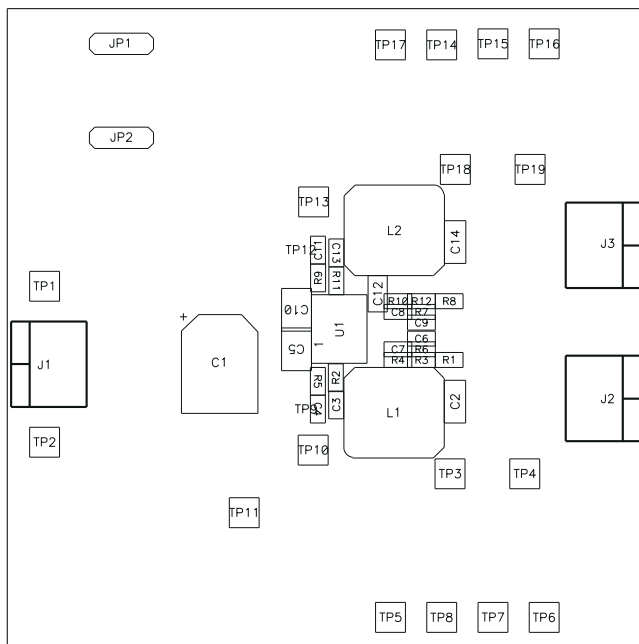 JP1
TP17
TP14
TP15
TP16
JP2
TP18
TP19
TP13
L2
C14
J3
TP12
C11
C13
R9
R11
TP1
C12
C10
R10
R12
R8
C8
R7
C9
+
U1
1
C5
C6
C7
R6
R4
R3
R1
J1
C1
R5
R2
J2
TP9
C4
C3
L1
C2
TP2
TP10
TP3
TP4
TP11
TP5
TP8
TP7
TP6